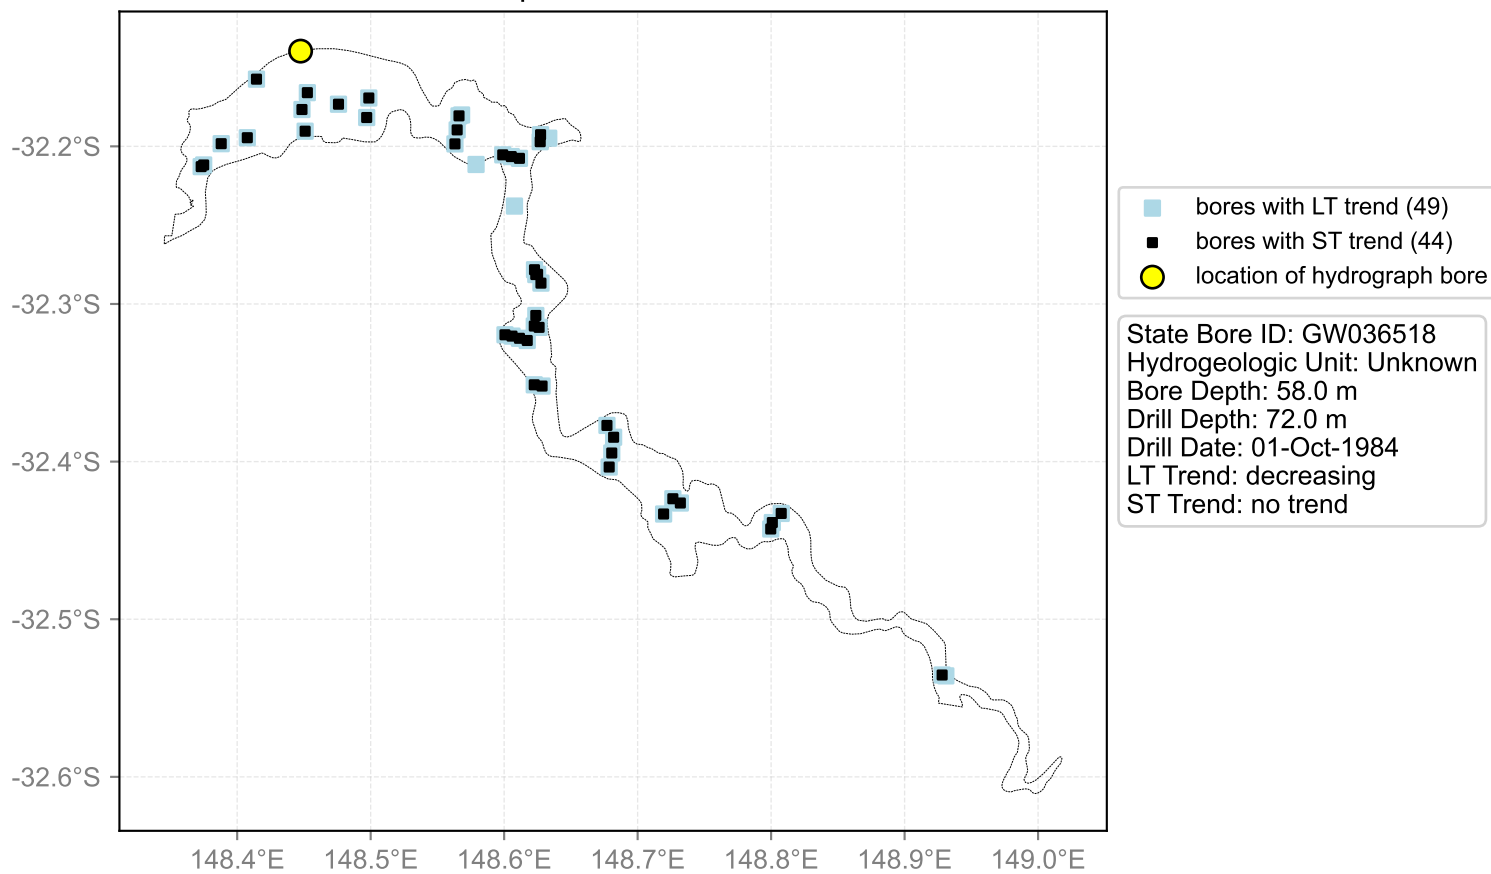 -32.2°S
-32.3°S
-32.4°S
-32.5°S
-32.6°S
148.4°E 148.5°E 148.6°E 148.7°E 148.8°E 148.9°E 149.0°E
bores with LT trend (49)
bores with ST trend (44)
location of hydrograph bore
State Bore ID: GW036518
Hydrogeologic Unit: Unknown
Bore Depth: 58.0 m
Drill Depth: 72.0 m
Drill Date: 01-Oct-1984
LT Trend: decreasing
ST Trend: no trend